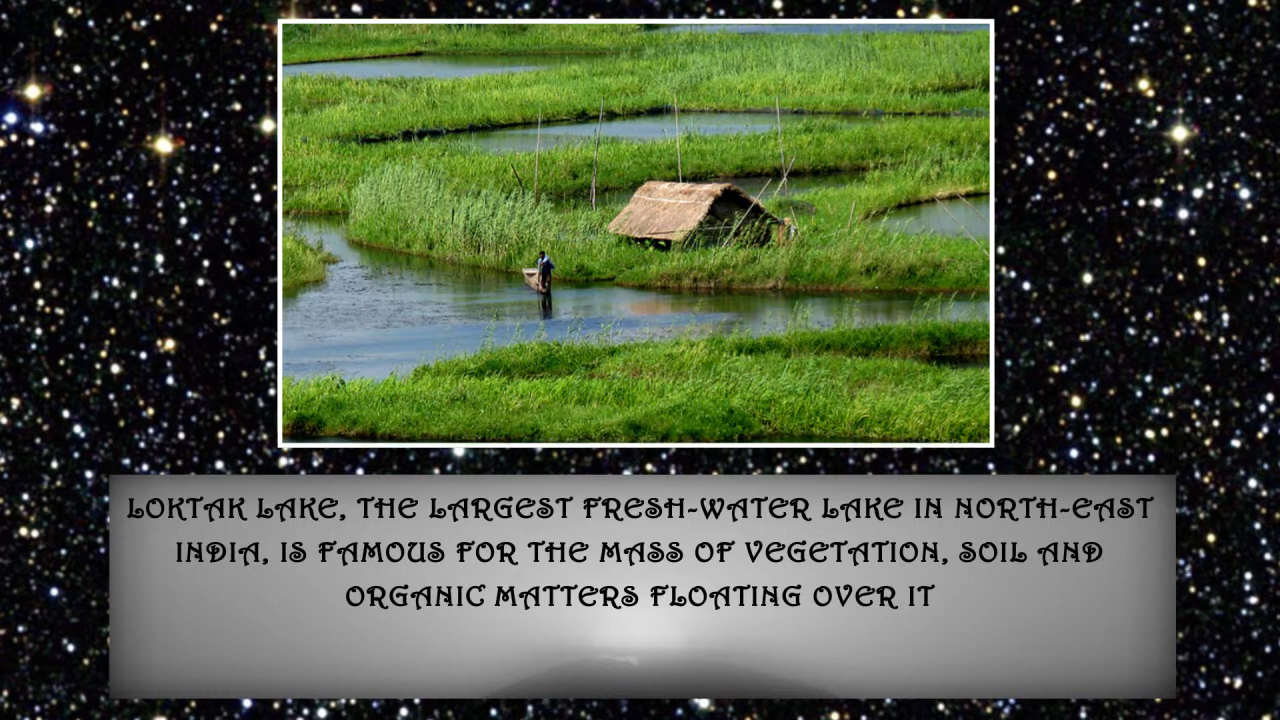 LOKTAK LAKE, THE LARGEST FRESH-WATER LAKE IN NORTH-EAST
INDIA, IS FAMOUS FOR THE MASS OF VEGETATION, SOIL AND
ORGANIC MATTERS FLOATING OVER IT